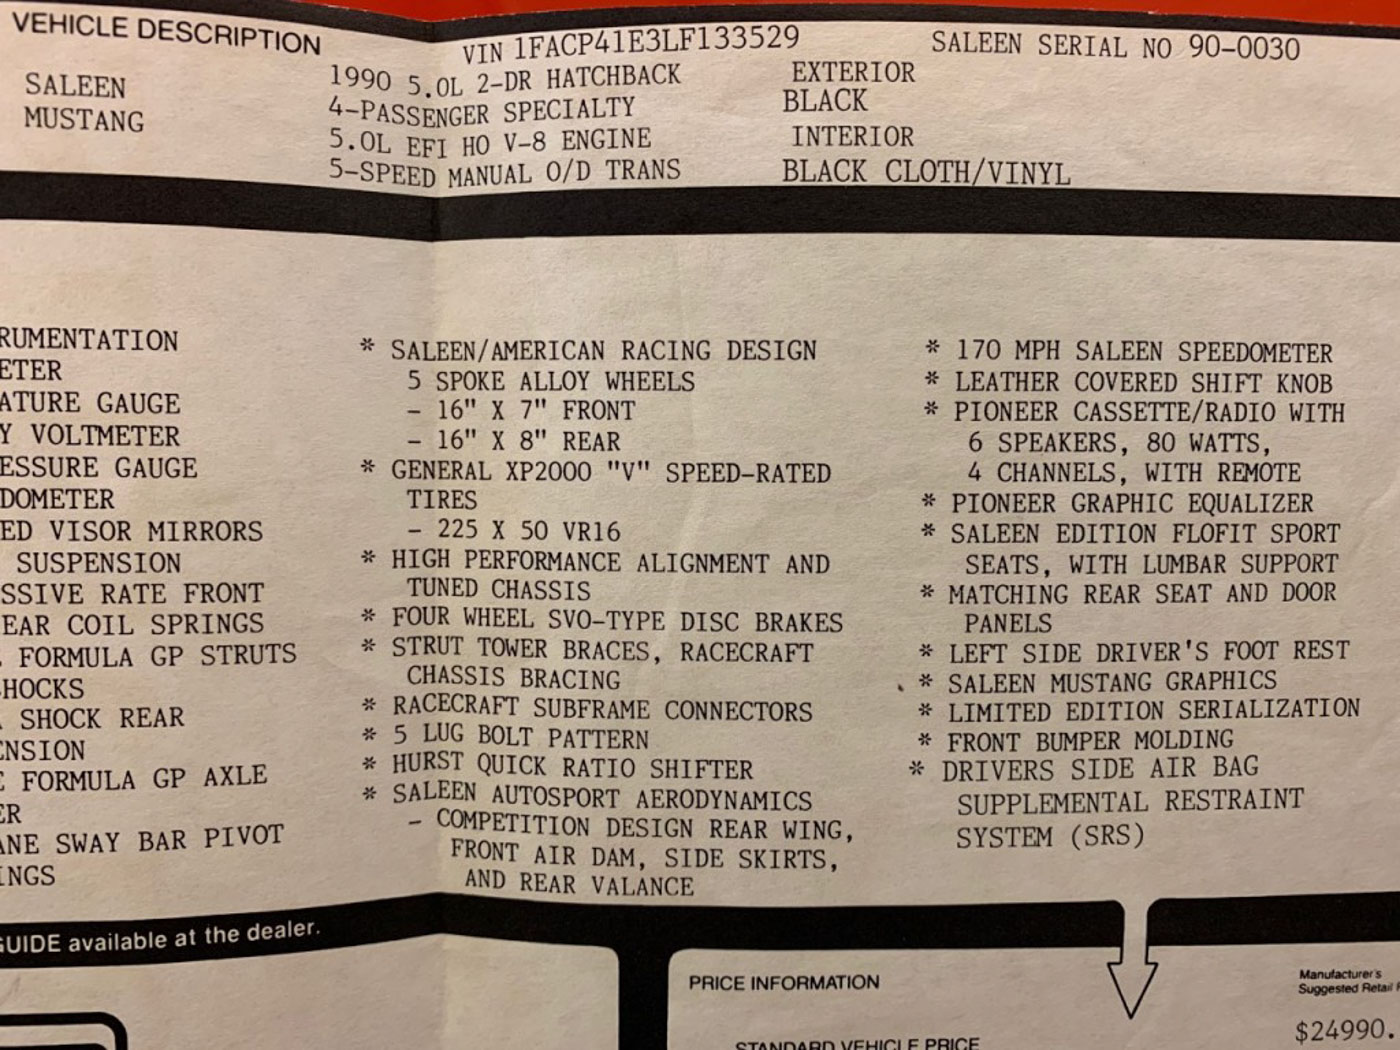 VEHICLE DESCRIPTION
VIN 1FACP41E3LF133529
SALEEN SERIAL NO 90-0030
SALEEN
MUSTANG
1990 5.0L 2-DR HATCHBACK
4-PASSENGER SPECIALTY
5.0L EFI HO V-8 ENGINE
5-SPEED MANUAL O/D TRANS
EXTERIOR
BLACK
INTERIOR
BLACK CLOTH/VINYL
RUMENTATION
ETER
ATURE GAUGE
Y VOLTMETER
ESSURE GAUGE
DOMETER
ED VISOR MIRRORS
SUSPENSION
SSIVE RATE FRONT
EAR COIL SPRINGS
FORMULA GP STRUTS
HOCKS
A SHOCK REAR
ENSION
E FORMULA GP AXLE
ER
ANE SWAY BAR PIVOT
INGS
* SALEEN/AMERICAN RACING DESIGN
5 SPOKE ALLOY WHEELS
- 16" X 7" FRONT
- 16" X 8" REAR
* GENERAL XP2000 "V" SPEED-RATED
TIRES
- 225 X 50 VR16
* HIGH PERFORMANCE ALIGNMENT AND
TUNED CHASSIS
* FOUR WHEEL SVO-TYPE DISC BRAKES
* STRUT TOWER BRACES, RACECRAFT
CHASSIS BRACING
* RACECRAFT SUBFRAME CONNECTORS
* 5 LUG BOLT PATTERN
* HURST QUICK RATIO SHIFTER
* SALEEN AUTOSPORT AERODYNAMICS
- COMPETITION DESIGN REAR WING,
FRONT AIR DAM, SIDE SKIRTS,
AND REAR VALANCE
* 170 MPH SALEEN SPEEDOMETER
* LEATHER COVERED SHIFT KNOB
* PIONEER CASSETTE/RADIO WITH
6 SPEAKERS, 80 WATTS,
4 CHANNELS, WITH REMOTE
* PIONEER GRAPHIC EQUALIZER
* SALEEN EDITION FLOFIT SPORT
SEATS, WITH LUMBAR SUPPORT
* MATCHING REAR SEAT AND DOOR
PANELS
* LEFT SIDE DRIVER'S FOOT REST
* SALEEN MUSTANG GRAPHICS
* LIMITED EDITION SERIALIZATION
* FRONT BUMPER MOLDING
* DRIVERS SIDE AIR BAG
SUPPLEMENTAL RESTRAINT
SYSTEM (SRS)
GUIDE available at the dealer.
PRICE INFORMATION
Manufacturer's
Suggested Retail
$24990.
STANDARD VEHICLE PRICE